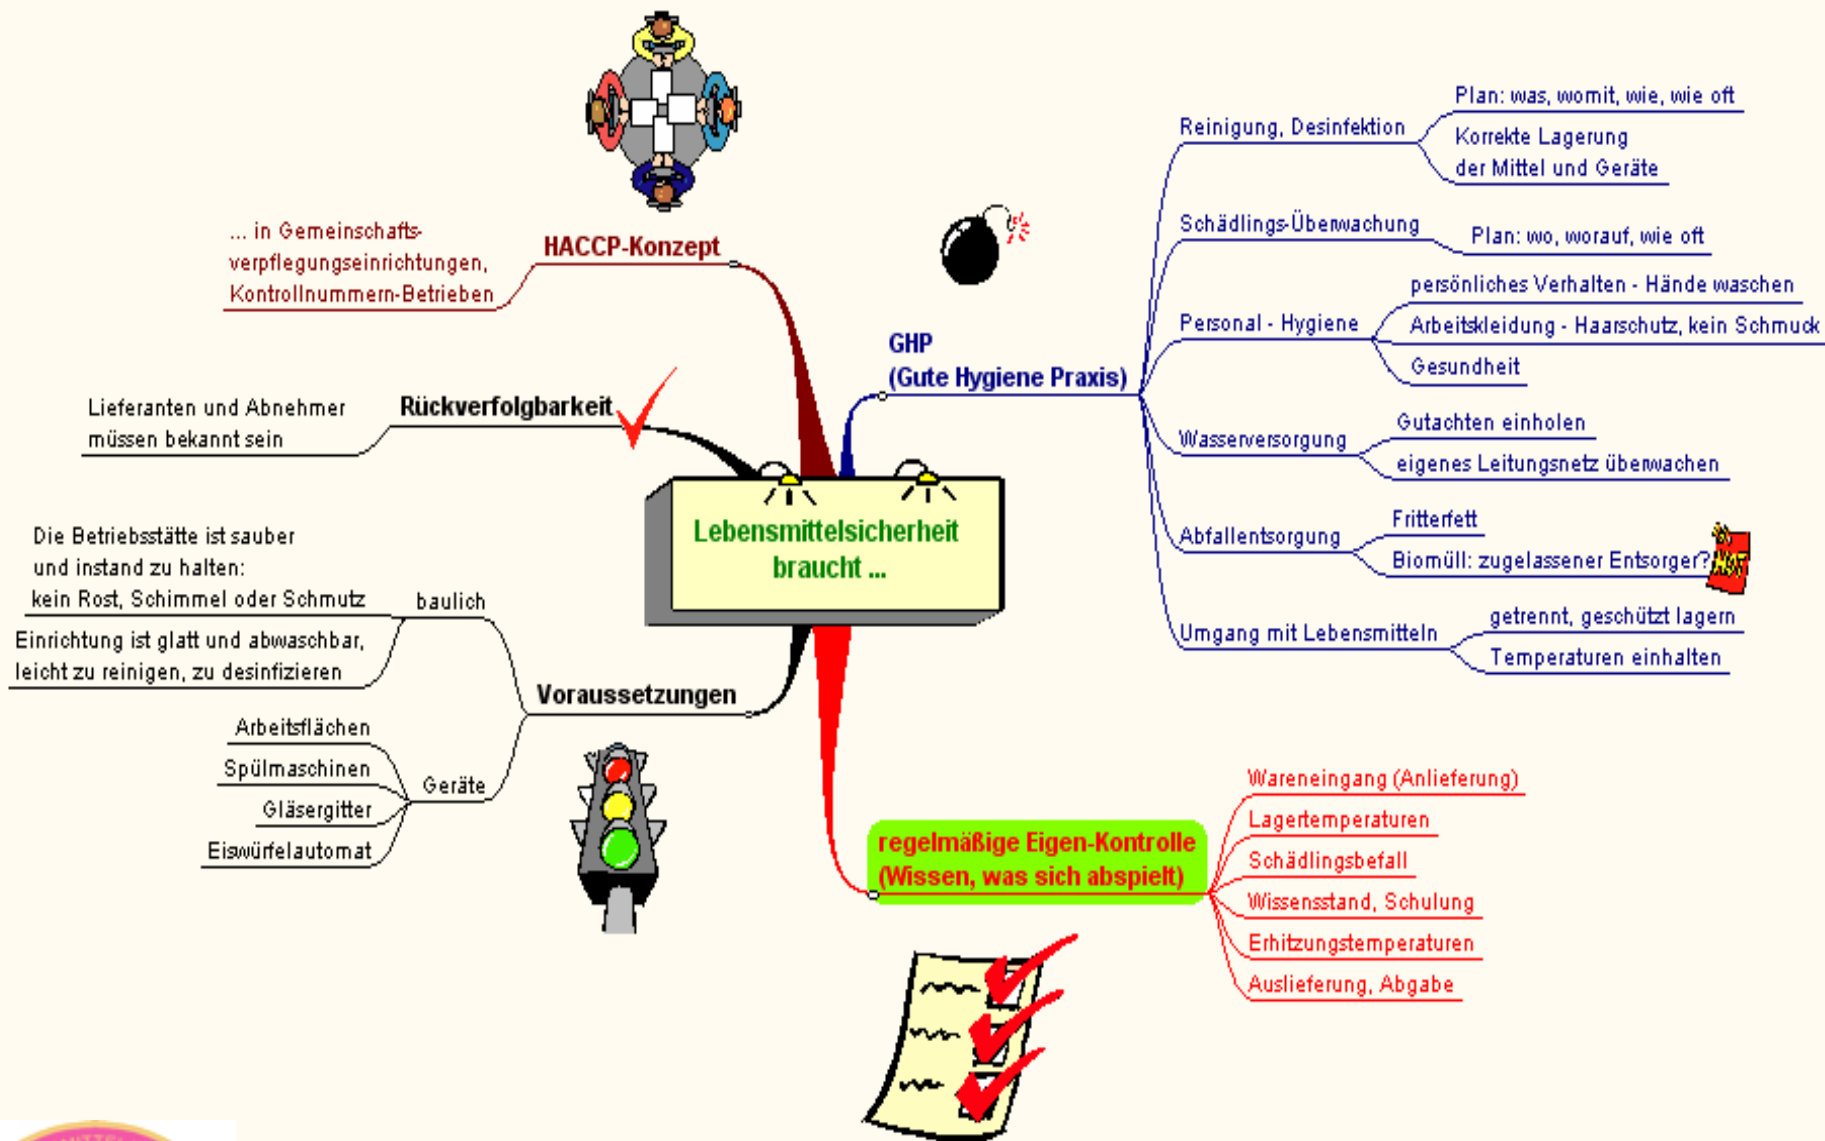 ... in Gemeinschafts-
verpflegungseinrichtungen,
Kontrollnummern-Betrieben
HACCP-Konzept
Lieferanten und Abnehmer
müssen bekannt sein
Rückverfolgbarkeit
Lebensmittelsicherheit
braucht ...
Die Betriebsstätte ist sauber
und instand zu halten:
kein Rost, Schimmel oder Schmutz
baulich
Einrichtung ist glatt und abwaschbar,
leicht zu reinigen, zu desinfizieren
Voraussetzungen
Arbeitsflächen
Spülmaschinen
Geräte
Gläsergitter
Eiswürfelautomat
GHP
(Gute Hygiene Praxis)
Reinigung, Desinfektion
Plan: was, womit, wie, wie oft
Korrekte Lagerung
der Mittel und Geräte
Schädlings-Überwachung
Plan: wo, worauf, wie oft
Personal - Hygiene
persönliches Verhalten - Hände waschen
Arbeitskleidung - Haarschutz, kein Schmuck
Gesundheit
Wasserversorgung
Gutachten einholen
eigenes Leitungsnetz überwachen
Abfallentsorgung
Fritterfett
Biomüll: zugelassener Entsorger?
HOT
Umgang mit Lebensmitteln
getrennt, geschützt lagern
Temperaturen einhalten
regelmäßige Eigen-Kontrolle
(Wissen, was sich abspielt)
Wareneingang (Anlieferung)
Lagertemperaturen
Schädlingsbefall
Wissensstand, Schulung
Erhitzungstemperaturen
Auslieferung, Abgabe